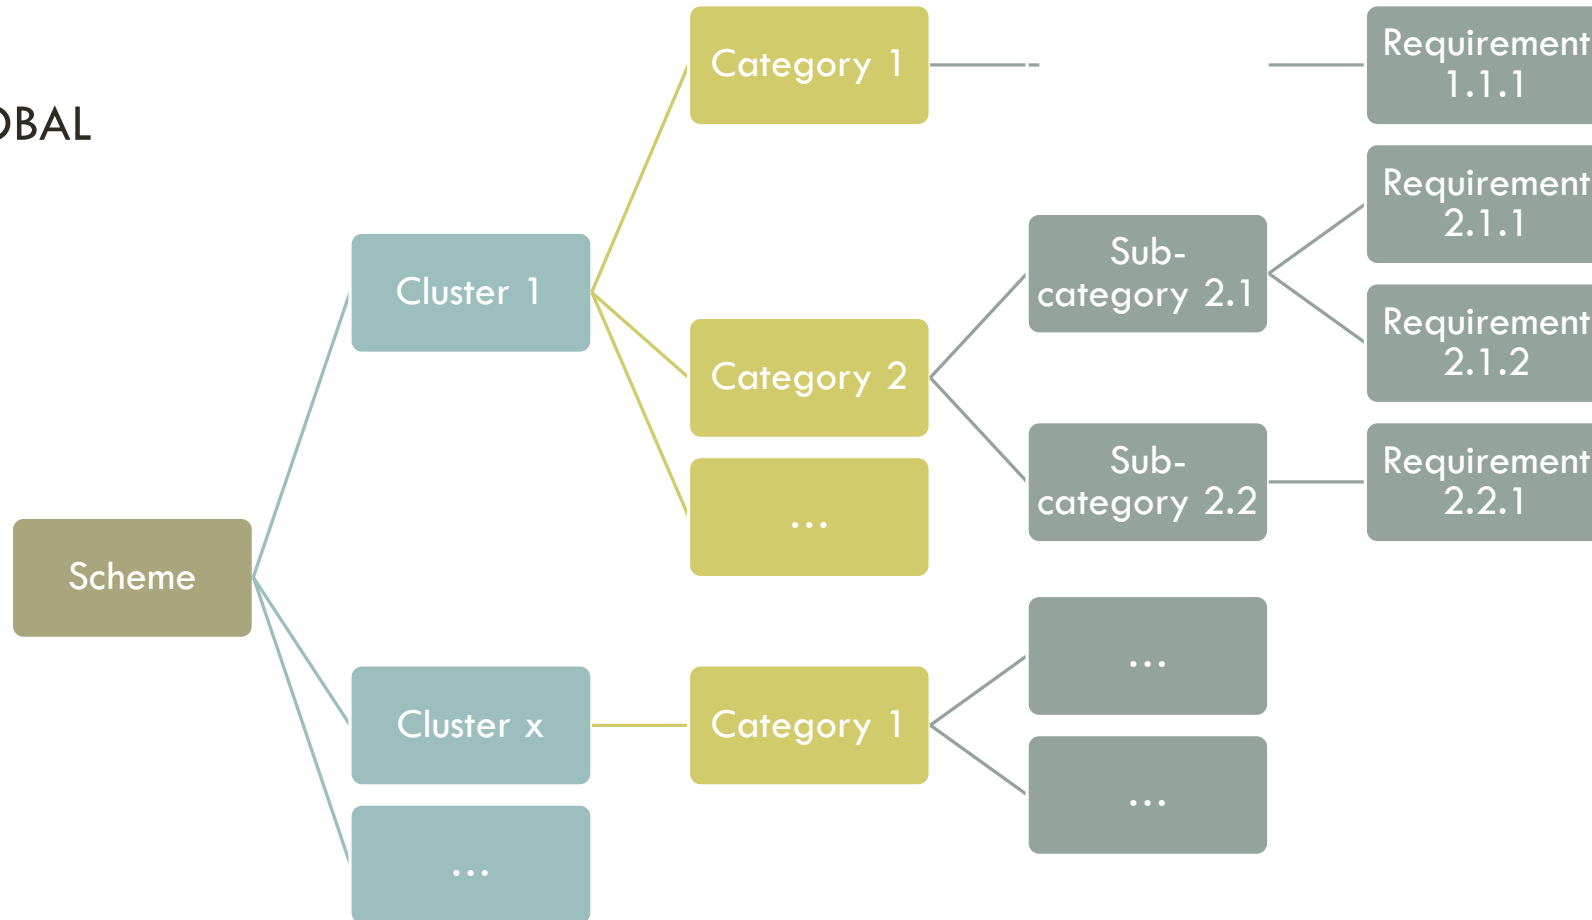 OBAL
Category 1
Requirement
1.1.1
Requirement
2.1.1
Sub-
category 2.1
Cluster 1
Requirement
2.1.2
Category 2
Sub-
category 2.2
Requirement
2.2.1
...
Scheme
...
Cluster x
Category 1
...
...